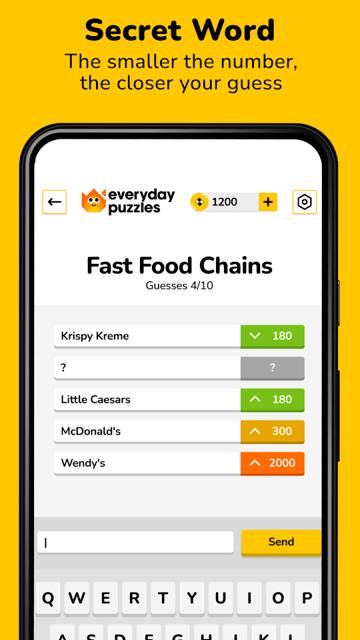 Secret Word
The smaller the number,
the closer your guess
everyday
puzzles
1200 +
Fast Food Chains
Guesses 4/10
Krispy Kreme 180
? ?
Little Caesars 180
McDonald's 300
Wendy's 2000
Send
Q W E R T Y U I O P
A S D F G H J K L